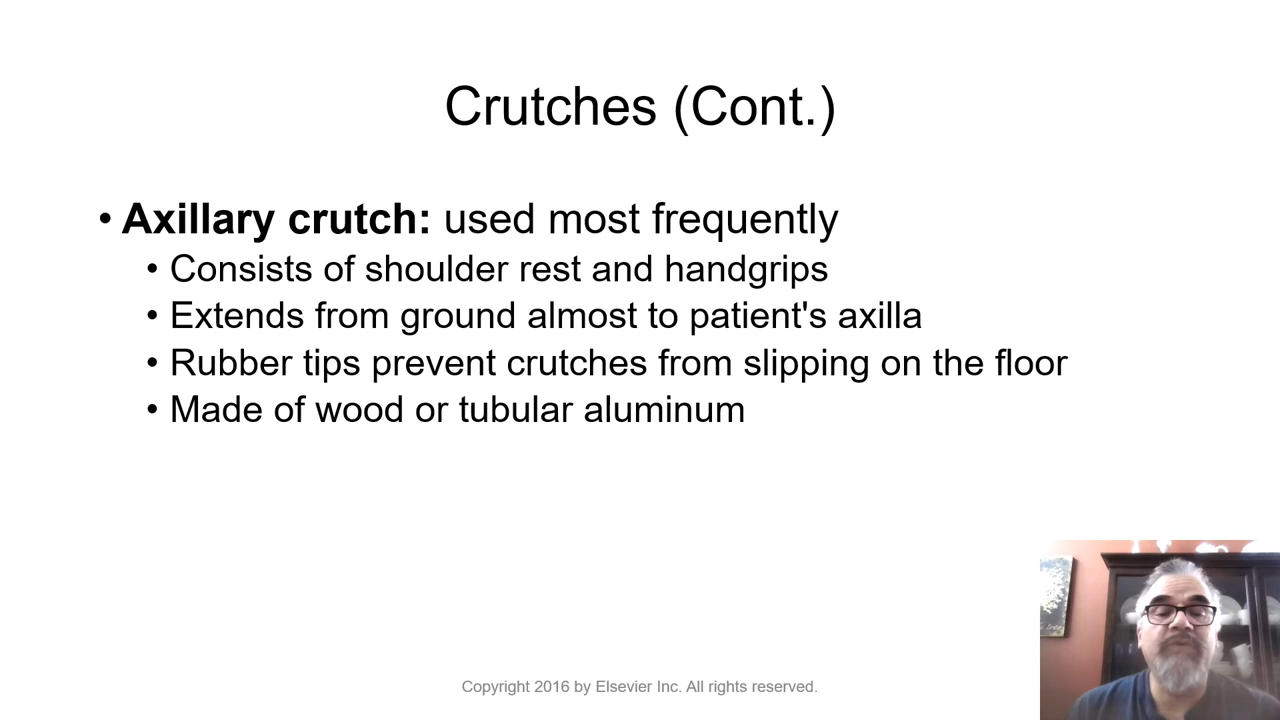 Crutches (Cont.)
• Axillary crutch: used most frequently
• Consists of shoulder rest and handgrips
• Extends from ground almost to patient's axilla
• Rubber tips prevent crutches from slipping on the floor
• Made of wood or tubular aluminum
Copyright 2016 by Elsevier Inc. All rights reserved.